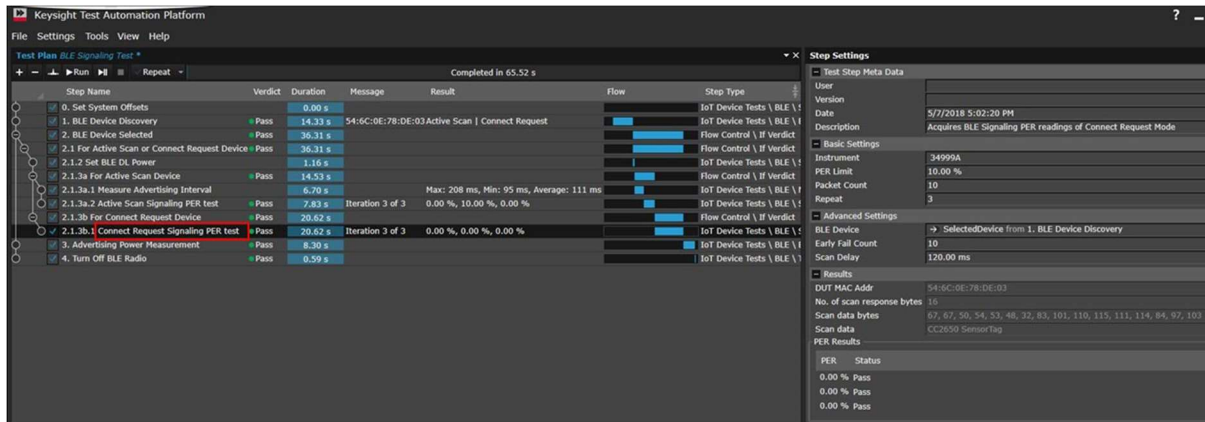 Keysight Test Automation Platform ? _
File Settings Tools View Help
Test Plan BLE Signaling Test *
Run Repeat Completed in 65.52 s
Step Name Verdict Duration Message Result Flow Step Type
0. Set System Offsets 0.00 s IoT Device Tests \ BLE \
1. BLE Device Discovery Pass 14.33 s 54:6C:0E:78:DE:03 Active Scan | Connect Request IoT Device Tests \ BLE \
2. BLE Device Selected Pass 36.31 s Flow Control \ If Verdict
2.1 For Active Scan or Connect Request Device Pass 36.31 s Flow Control \ If Verdict
2.1.2 Set BLE DL Power 1.16 s IoT Device Tests \ BLE \
2.1.3a For Active Scan Device Pass 14.53 s Flow Control \ If Verdict
2.1.3a.1 Measure Advertising Interval 6.70 s Max: 208 ms, Min: 95 ms, Average: 111 ms IoT Device Tests \ BLE \
2.1.3a.2 Active Scan Signaling PER test Pass 7.83 s Iteration 3 of 3 0.00 %, 10.00 %, 0.00 % IoT Device Tests \ BLE \
2.1.3b For Connect Request Device Pass 20.62 s Flow Control \ If Verdict
2.1.3b.1 Connect Request Signaling PER test Pass 20.62 s Iteration 3 of 3 0.00 %, 0.00 %, 0.00 % IoT Device Tests \ BLE \
3. Advertising Power Measurement Pass 8.30 s IoT Device Tests \ BLE \
4. Turn Off BLE Radio Pass 0.59 s IoT Device Tests \ BLE \
Step Settings
Test Step Meta Data
User
Version
Date 5/7/2018 5:02:20 PM
Description Acquires BLE Signaling PER readings of Connect Request Mode
Basic Settings
Instrument 34999A
PER Limit 10.00 %
Packet Count 10
Repeat 3
Advanced Settings
BLE Device → SelectedDevice from 1. BLE Device Discovery
Early Fail Count 10
Scan Delay 120.00 ms
Results
DUT MAC Addr 54:6C:0E:78:DE:03
No. of scan response bytes 16
Scan data bytes 67, 67, 50, 54, 53, 48, 32, 83, 101, 110, 115, 111, 114, 84, 97, 103
Scan data CC2650 SensorTag
PER Results
PER Status
0.00 % Pass
0.00 % Pass
0.00 % Pass